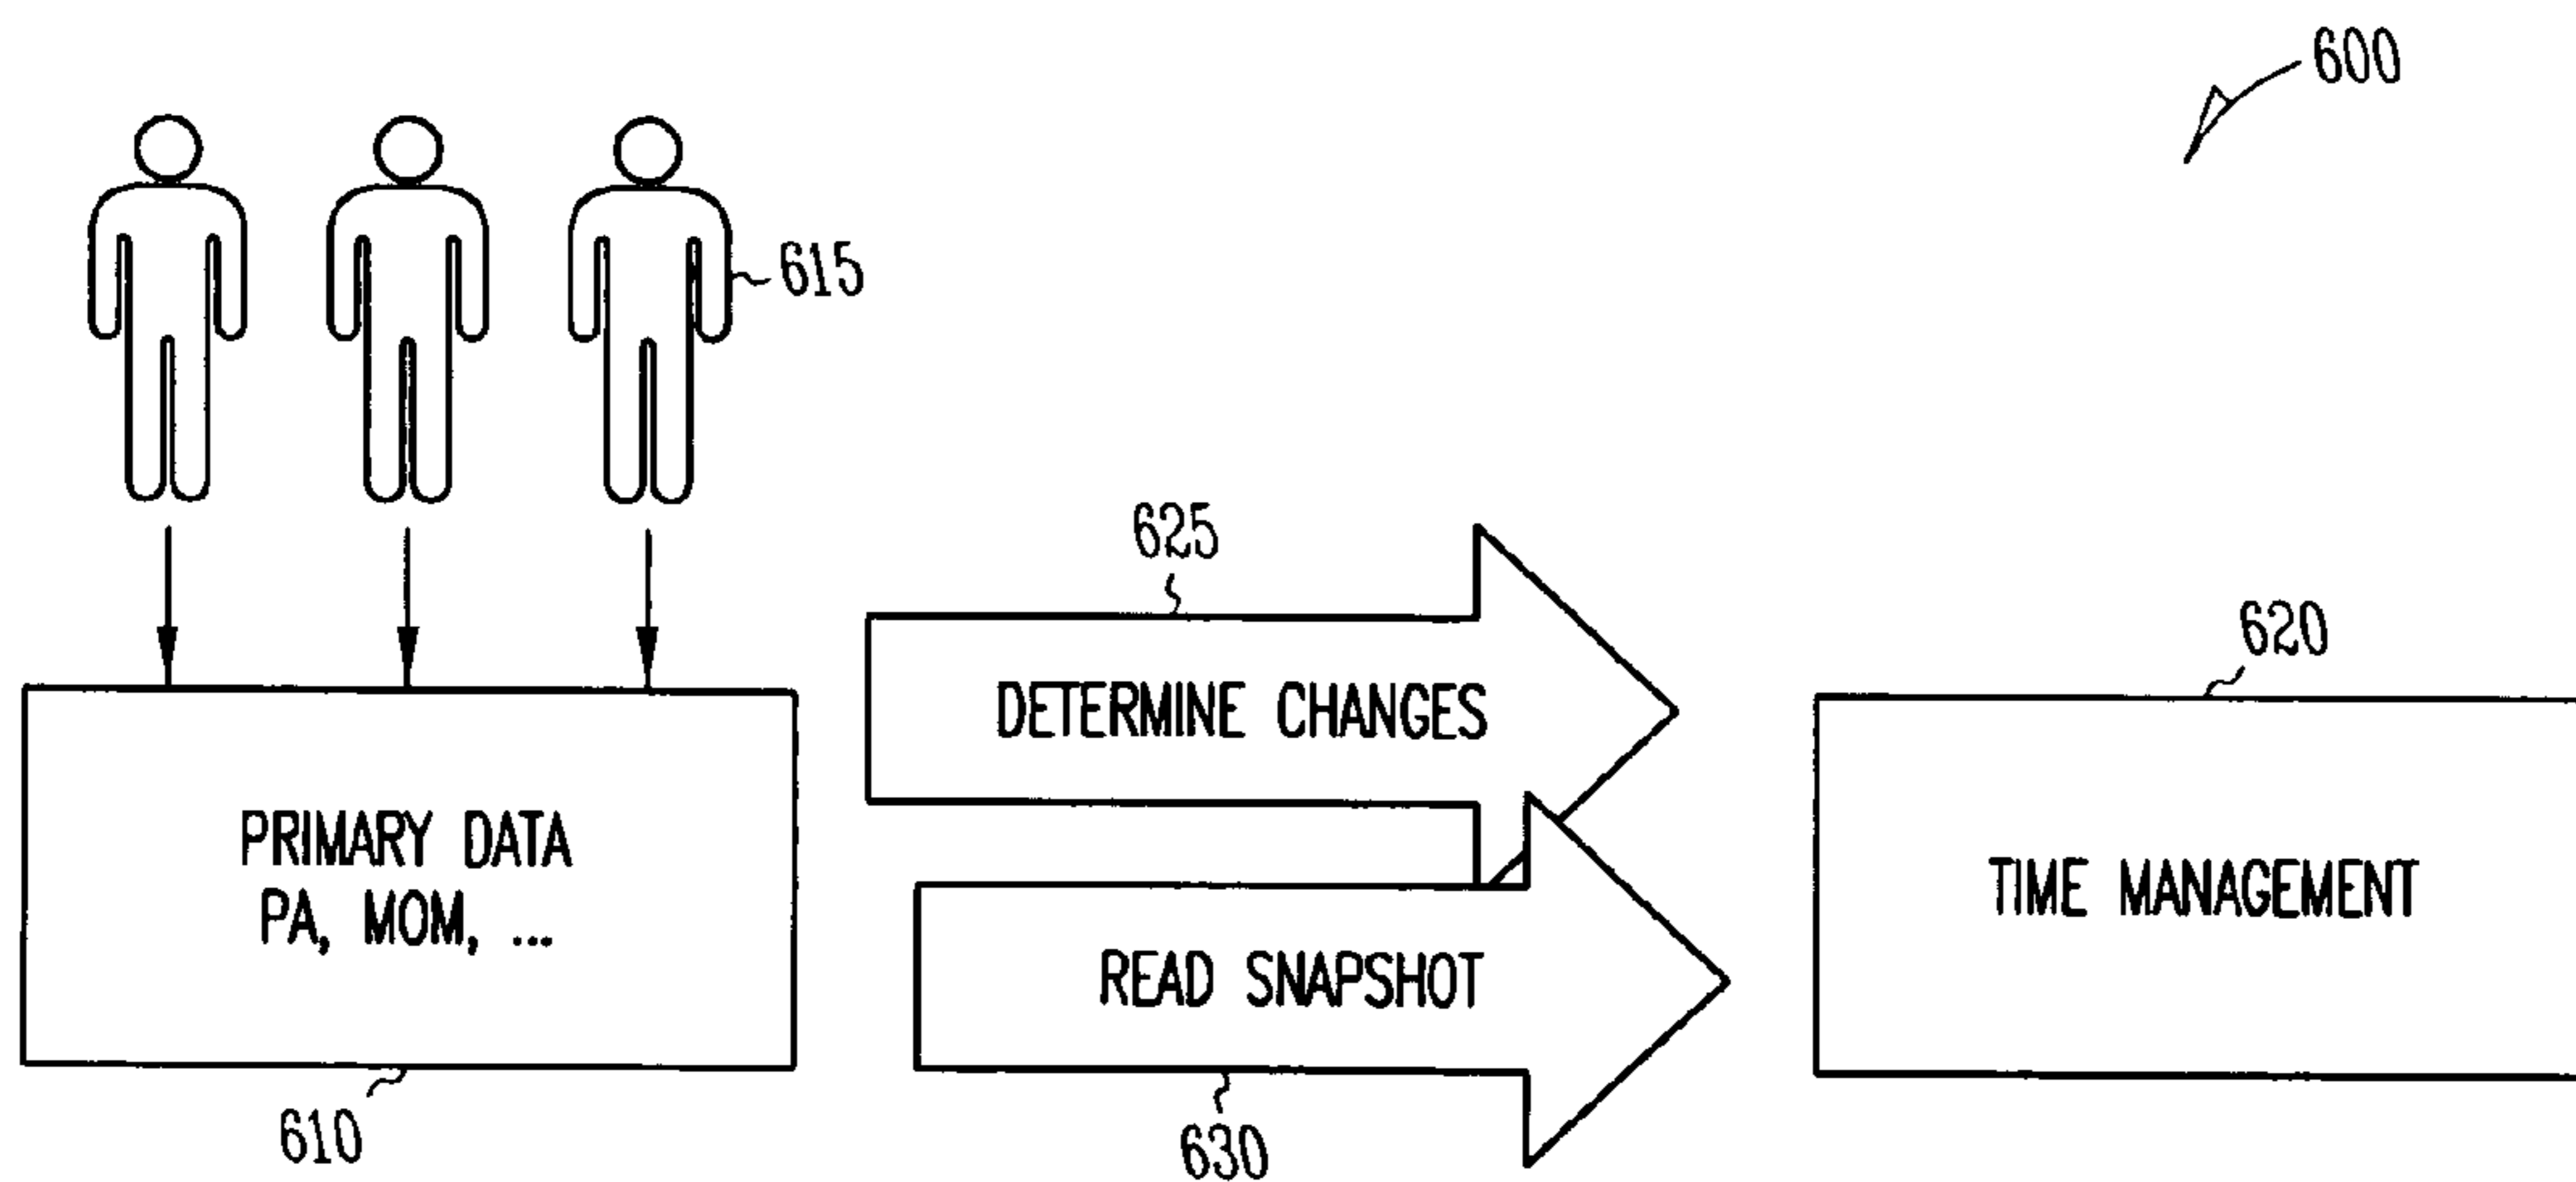 600
615
625
DETERMINE CHANGES
620
PRIMARY DATA
PA, MOM, ...
TIME MANAGEMENT
READ SNAPSHOT
610
630